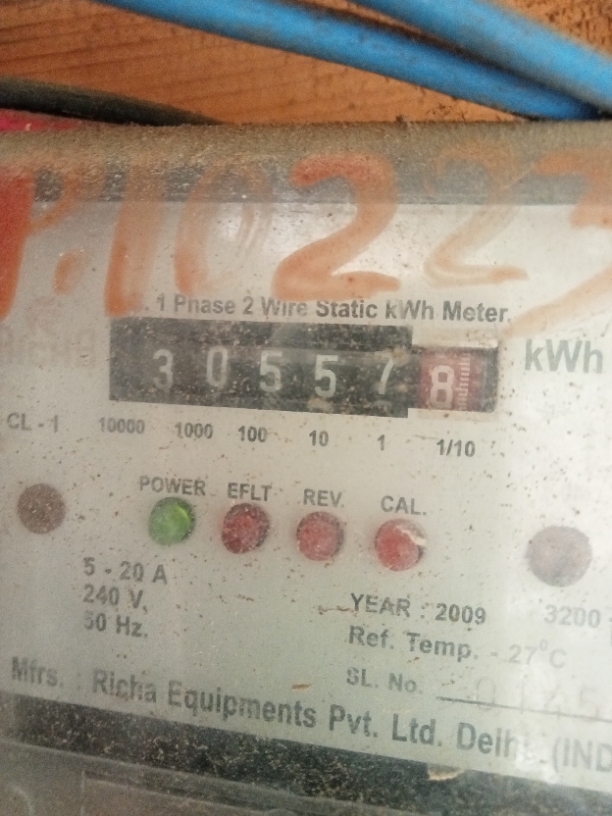 P.10223
1 Phase 2 Wire Static kWh Meter.
3 0 5 5 7 8 kWh
CL - 1 10000 1000 100 10 1 1/10
POWER EFLT REV. CAL.
5 - 20 A
240 V,
50 Hz.
YEAR : 2009 3200
Ref. Temp. - 27°C
SL. No.
Mfrs. : Richa Equipments Pvt. Ltd. Delhi (IND